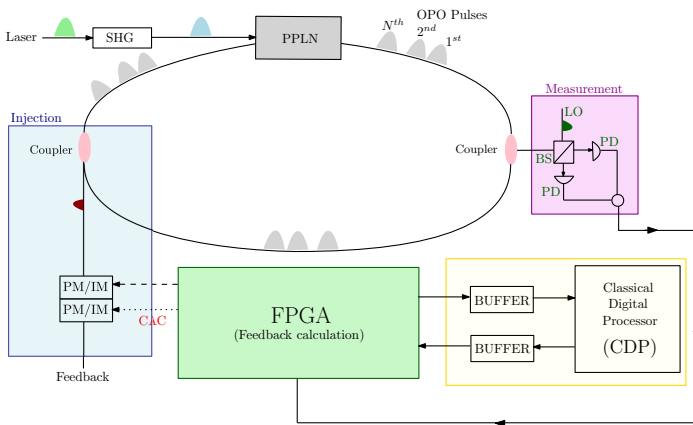 Laser
SHG
PPLN
N^th
OPO Pulses
2^nd
1^st
Measurement
LO
PD
BS
PD
Injection
Coupler
Coupler
PM/IM
PM/IM
CAC
Feedback
FPGA
(Feedback calculation)
BUFFER
BUFFER
Classical
Digital
Processor
(CDP)